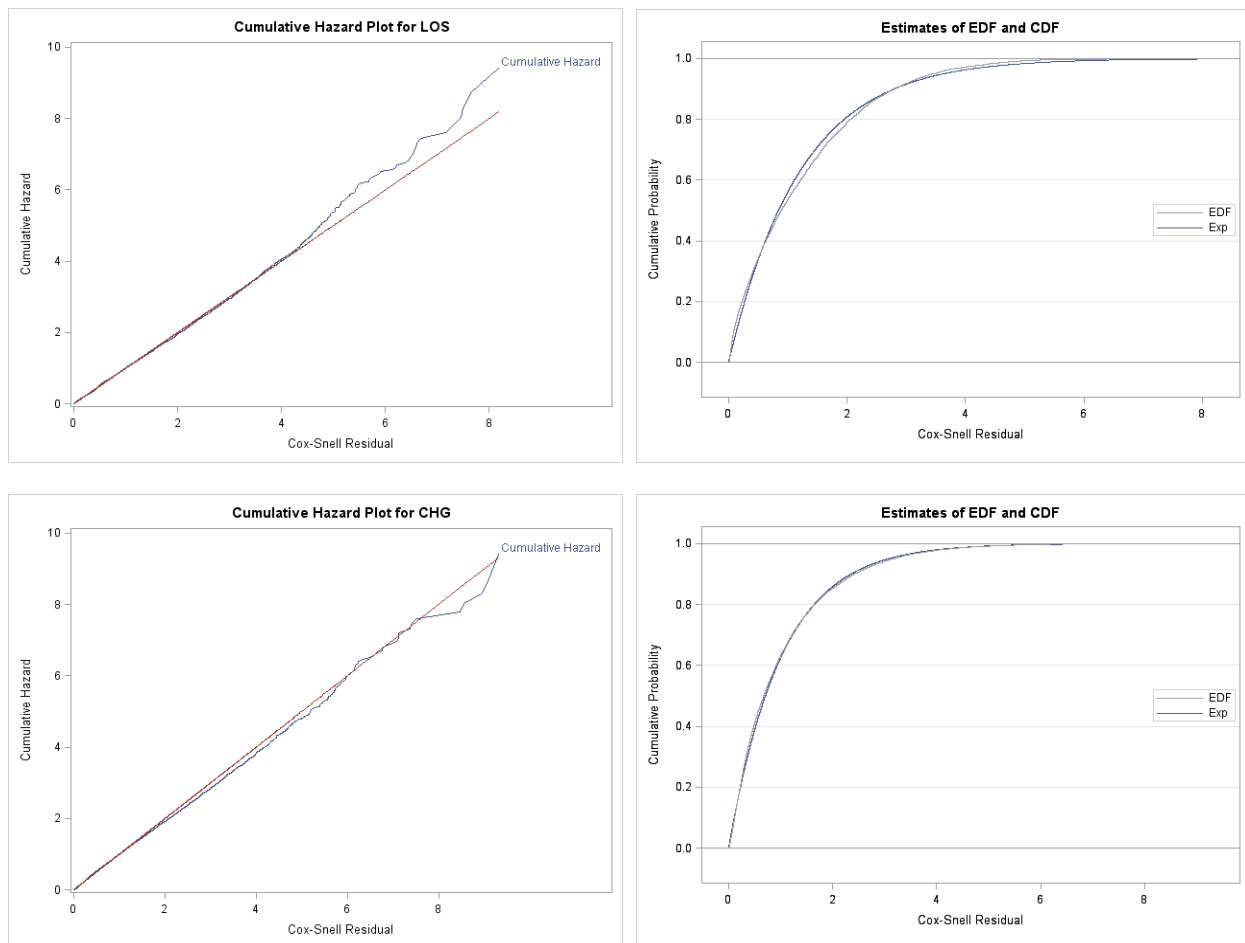 Cumulative Hazard Plot for LOS
10
8
6
4
2
0
Cumulative Hazard
Cumulative Hazard
0 2 4 6 8
Cox-Snell Residual
Estimates of EDF and CDF
1.0
0.8
0.6
0.4
0.2
0.0
Cumulative Probability
EDF
Exp
0 2 4 6 8
Cox-Snell Residual
Cumulative Hazard Plot for CHG
10
8
6
4
2
0
Cumulative Hazard
Cumulative Hazard
0 2 4 6 8
Cox-Snell Residual
Estimates of EDF and CDF
1.0
0.8
0.6
0.4
0.2
0.0
Cumulative Probability
EDF
Exp
0 2 4 6 8
Cox-Snell Residual